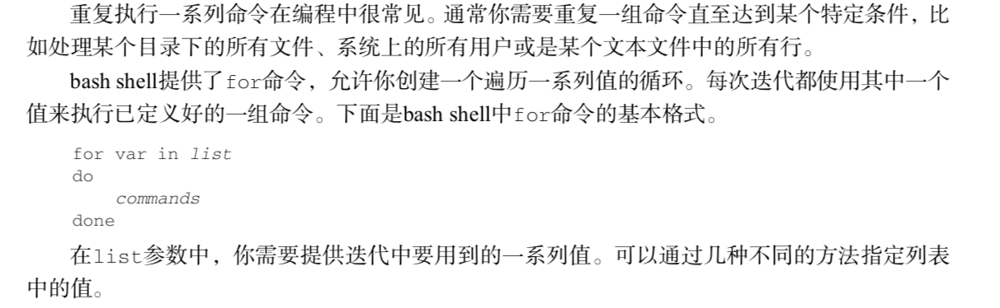 重复执行一系列命令在编程中很常见。通常你需要重复一组命令直至达到某个特定条件，比
如处理某个目录下的所有文件、系统上的所有用户或是某个文本文件中的所有行。
bash shell提供了for命令，允许你创建一个遍历一系列值的循环。每次迭代都使用其中一个
值来执行已定义好的一组命令。下面是bash shell中for命令的基本格式。
for var in list
do
    commands
done
在list参数中，你需要提供迭代中要用到的一系列值。可以通过几种不同的方法指定列表
中的值。